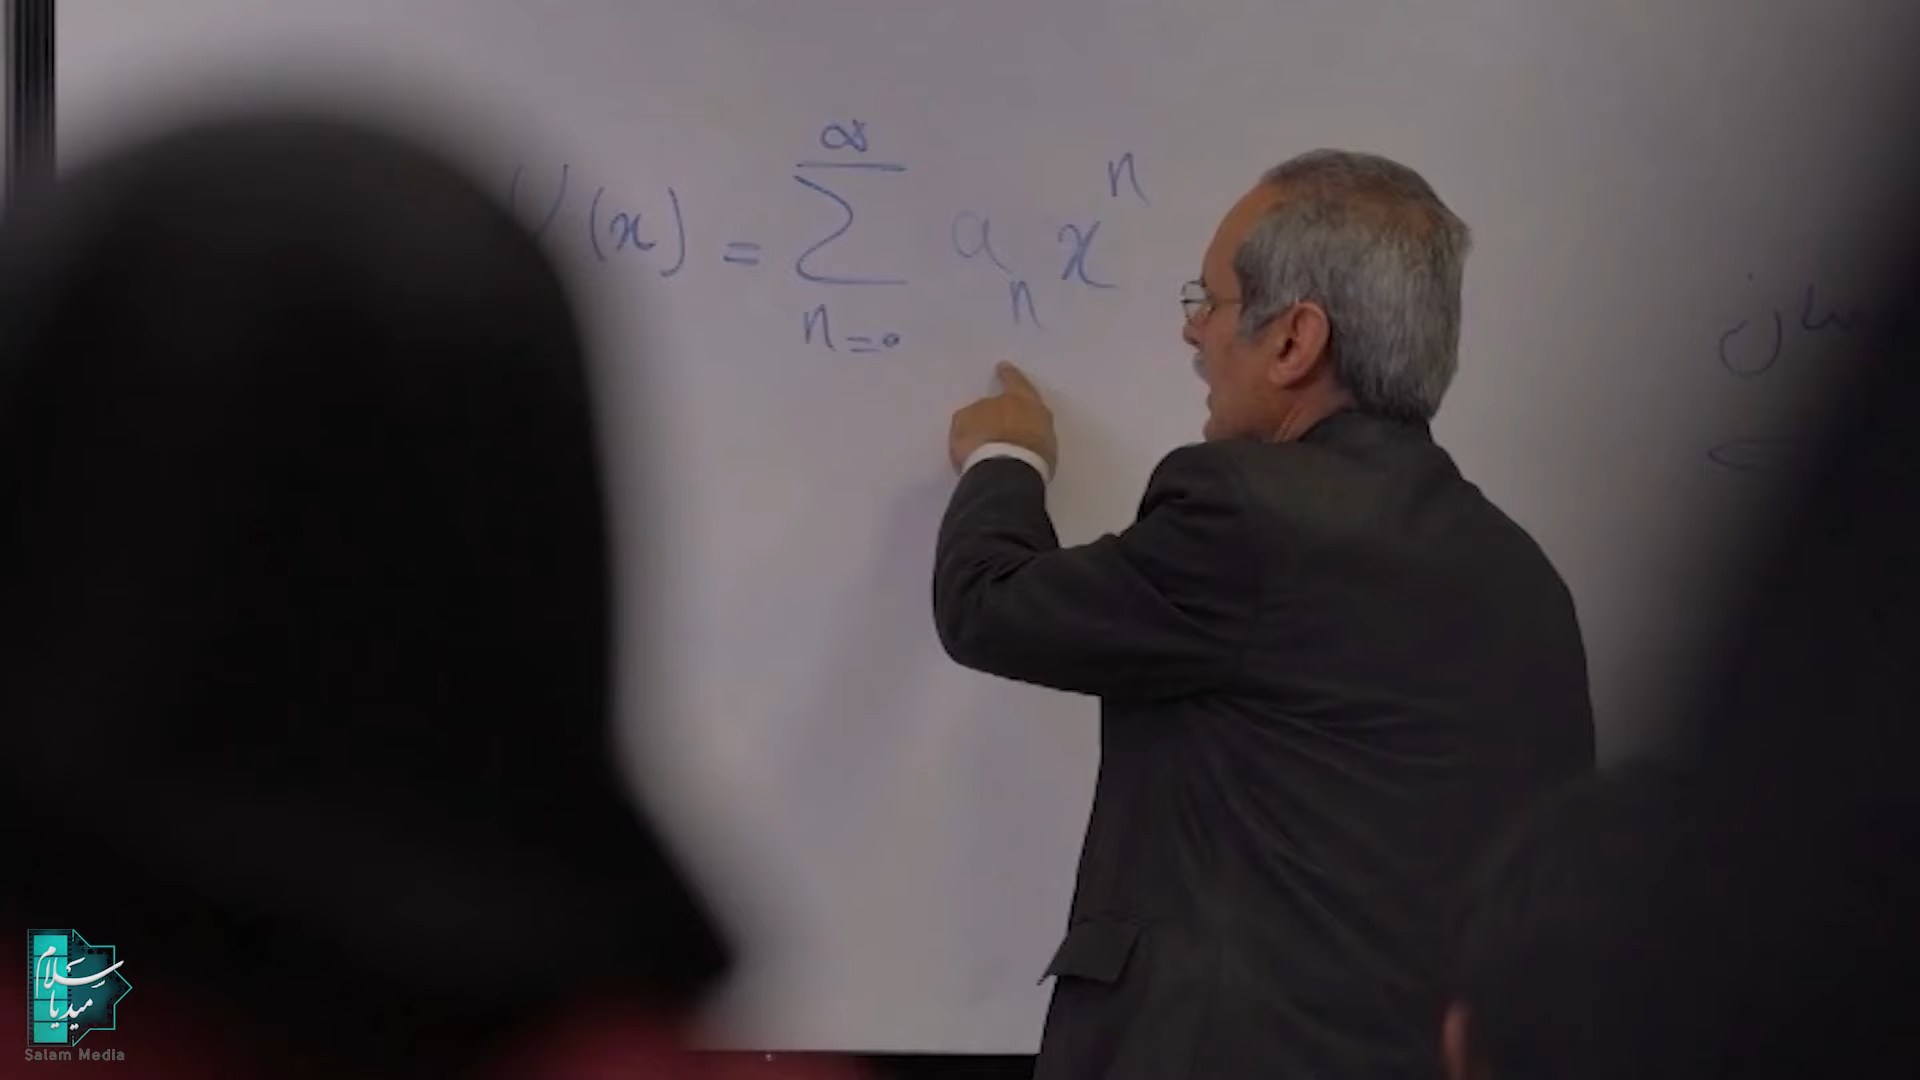 (x) = ∞ ∑ n=0 a_n x^n
سلام
میدیا
Salam Media